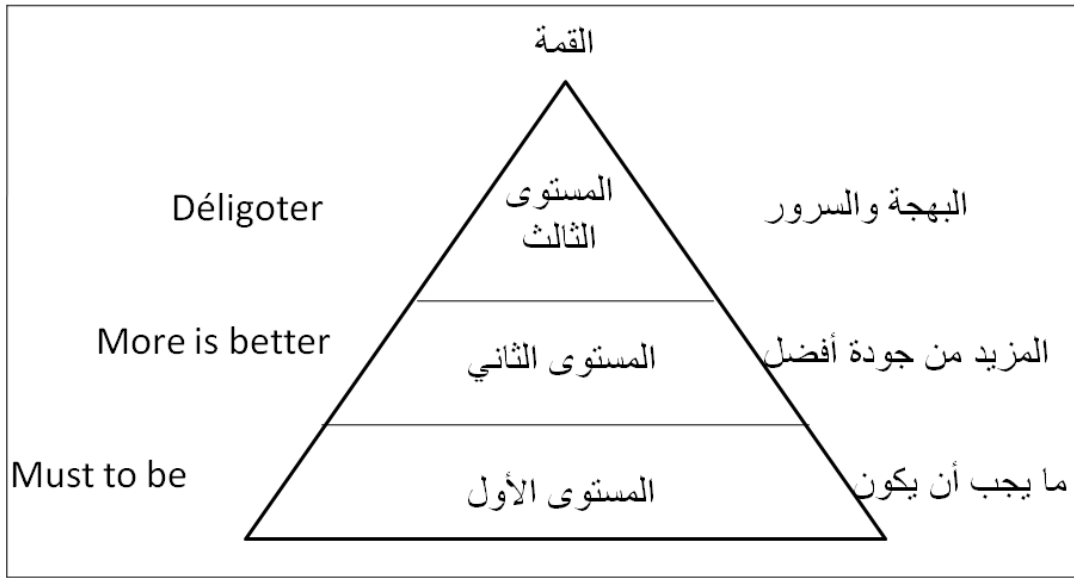 القمة
Déligoter
المستوى
الثالث
البهجة والسرور
More is better
المستوى الثاني
المزيد من جودة أفضل
Must to be
المستوى الأول
ما يجب أن يكون